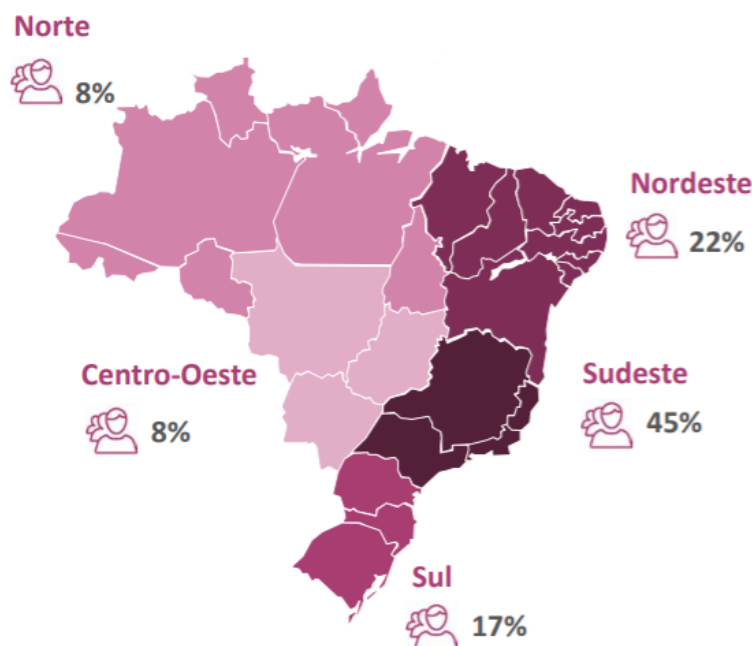 Norte
8%
Nordeste
22%
Centro-Oeste
8%
Sudeste
45%
Sul
17%